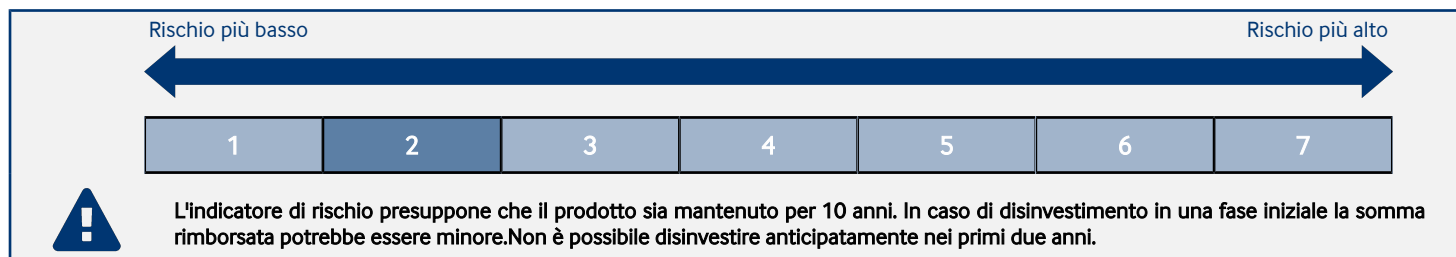 Rischio più basso Rischio più alto
1 2 3 4 5 6 7
L'indicatore di rischio presuppone che il prodotto sia mantenuto per 10 anni. In caso di disinvestimento in una fase iniziale la somma
rimborsata potrebbe essere minore.Non è possibile disinvestire anticipatamente nei primi due anni.